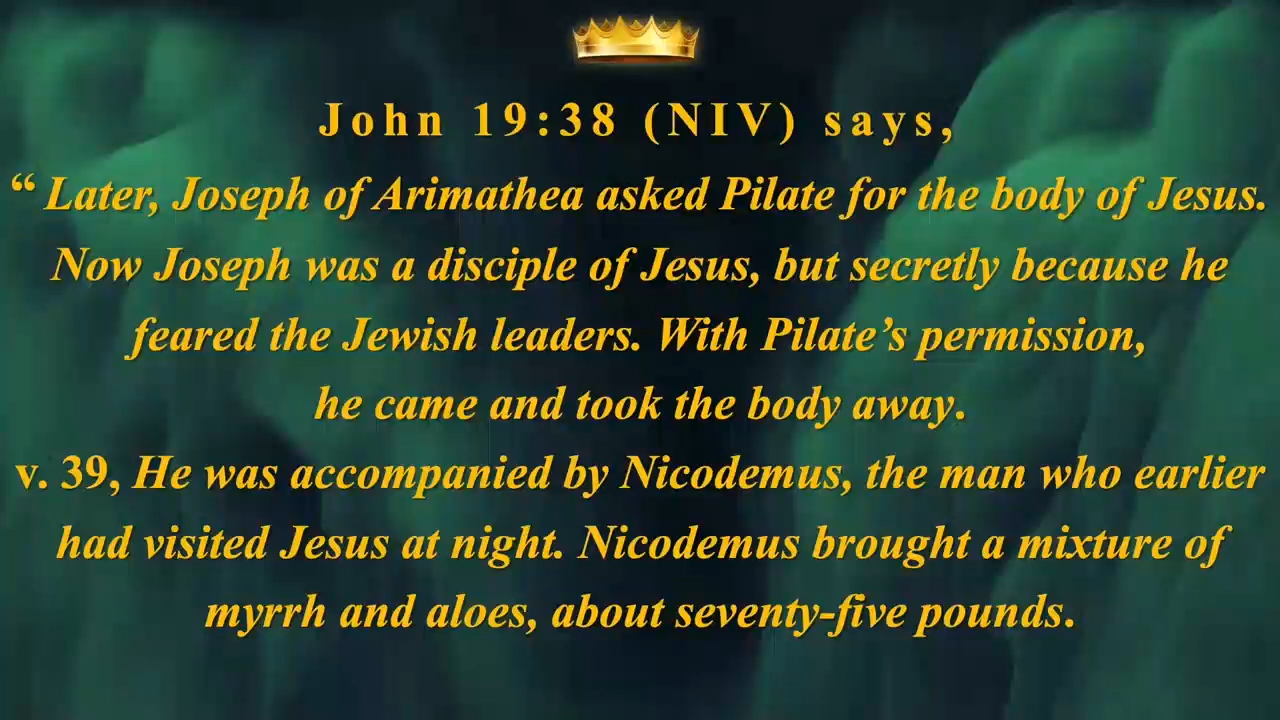 John 19:38 (NIV) says,
“ Later, Joseph of Arimathea asked Pilate for the body of Jesus.
Now Joseph was a disciple of Jesus, but secretly because he
feared the Jewish leaders. With Pilate’s permission,
he came and took the body away.
v. 39, He was accompanied by Nicodemus, the man who earlier
had visited Jesus at night. Nicodemus brought a mixture of
myrrh and aloes, about seventy-five pounds.